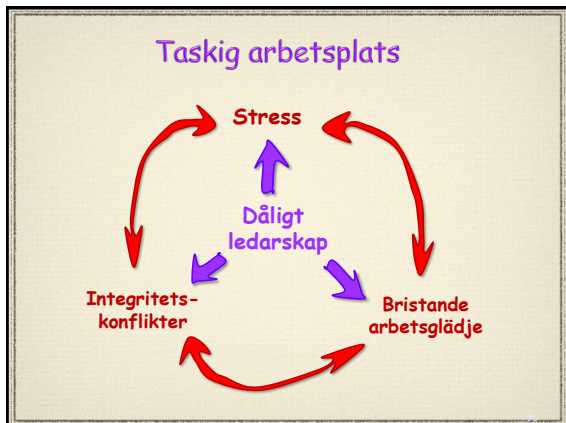 Taskig arbetsplats
Stress
Dåligt
ledarskap
Integritets-
konflikter
Bristande
arbetsglädje